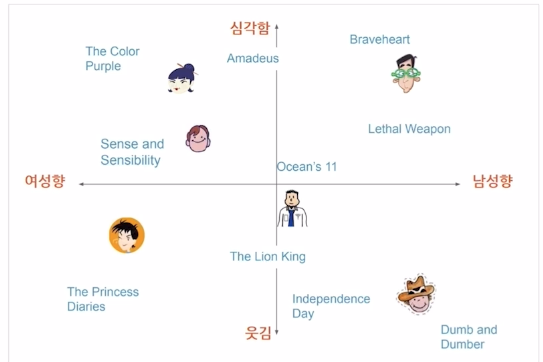 심각함
Braveheart
The Color
Purple
Amadeus
Lethal Weapon
Sense and
Sensibility
Ocean's 11
여성향
남성향
The Lion King
The Princess
Diaries
Independence
Day
웃김
Dumb and
Dumber